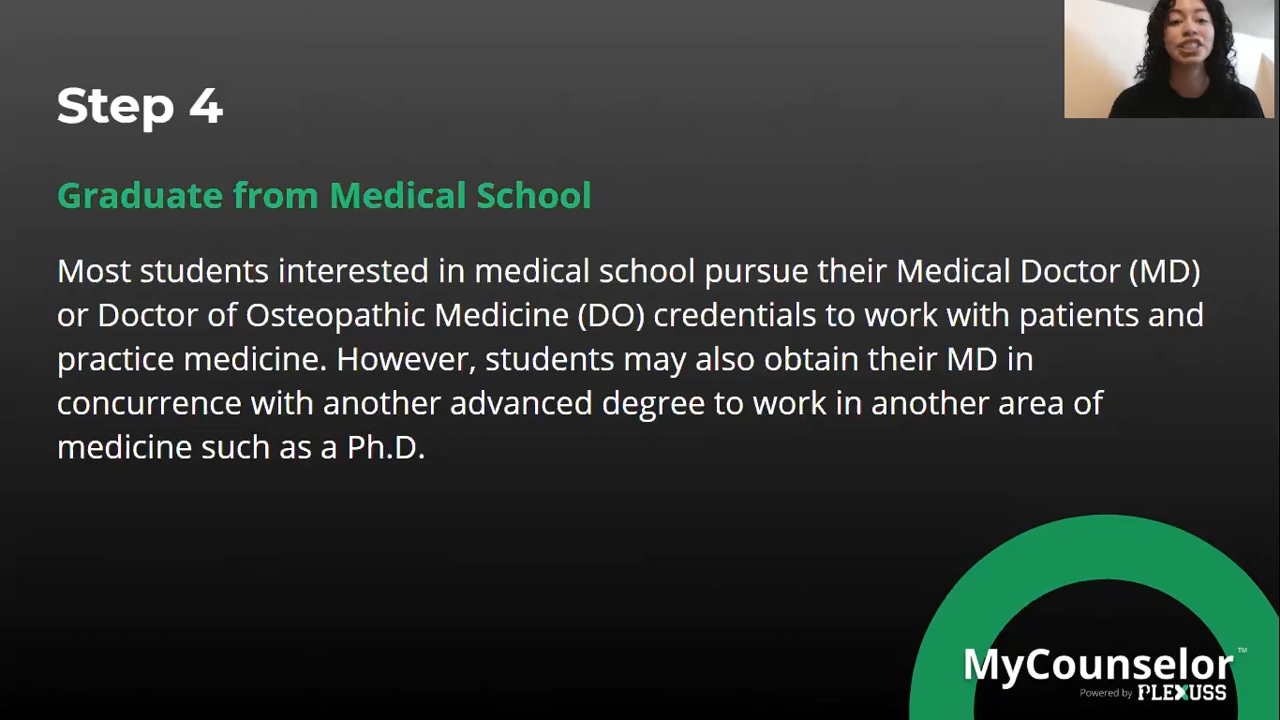 Step 4
Graduate from Medical School
Most students interested in medical school pursue their Medical Doctor (MD)
or Doctor of Osteopathic Medicine (DO) credentials to work with patients and
practice medicine. However, students may also obtain their MD in
concurrence with another advanced degree to work in another area of
medicine such as a Ph.D.
MyCounselor™
Powered by PLEXUSS